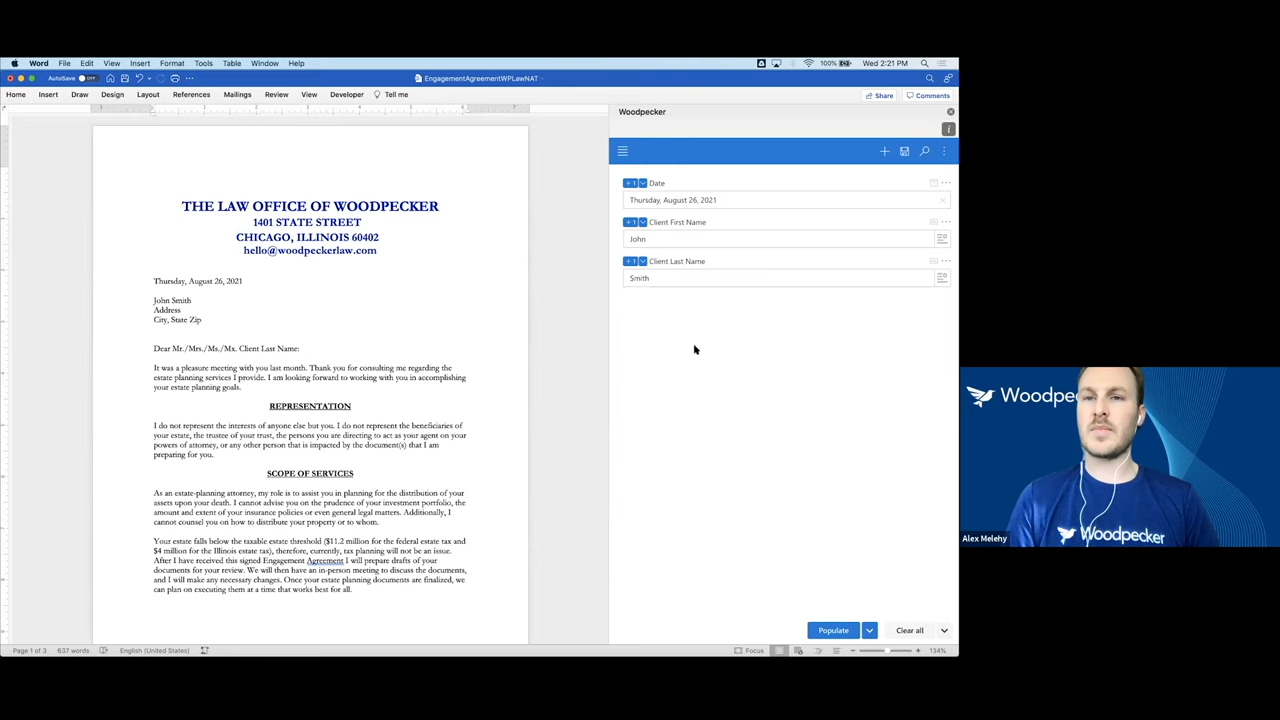 Word File Edit View Insert Format Tools Table Window Help
100% Wed 2:21 PM
AutoSave OFF
EngagementAgreementWPLawNAT
Home Insert Draw Design Layout References Mailings Review View Developer Tell me
Share Comments
Woodpecker
THE LAW OFFICE OF WOODPECKER
1401 STATE STREET
CHICAGO, ILLINOIS 60402
hello@woodpeckerlaw.com
Thursday, August 26, 2021
John Smith
Address
City, State Zip
Dear Mr./Mrs./Ms./Mx. Client Last Name:
It was a pleasure meeting with you last month. Thank you for consulting me regarding the
estate planning services I provide. I am looking forward to working with you in accomplishing
your estate planning goals.
REPRESENTATION
I do not represent the interests of anyone else but you. I do not represent the beneficiaries of
your estate, the trustee of your trust, the persons you are directing to act as your agent on your
powers of attorney, or any other person that is impacted by the document(s) that I am
preparing for you.
SCOPE OF SERVICES
As an estate-planning attorney, my role is to assist you in planning for the distribution of your
assets upon your death. I cannot advise you on the prudence of your investment portfolio, the
amount and extent of your insurance policies or even general legal matters. Additionally, I
cannot counsel you on how to distribute your property or to whom.
Your estate falls below the taxable estate threshold ($11.2 million for the federal estate tax and
$4 million for the Illinois estate tax), therefore, currently, tax planning will not be an issue.
After I have received this signed Engagement Agreement I will prepare drafts of your
documents for your review. We will then have an in-person meeting to discuss the documents,
and I will make any necessary changes. Once your estate planning documents are finalized, we
can plan on executing them at a time that works best for all.
+1 Date
Thursday, August 26, 2021
+1 Client First Name
John
+1 Client Last Name
Smith
Populate
Clear all
Page 1 of 3 637 words English (United States)
Focus 134%
Woodpe
Woodpecker
Alex Melehy